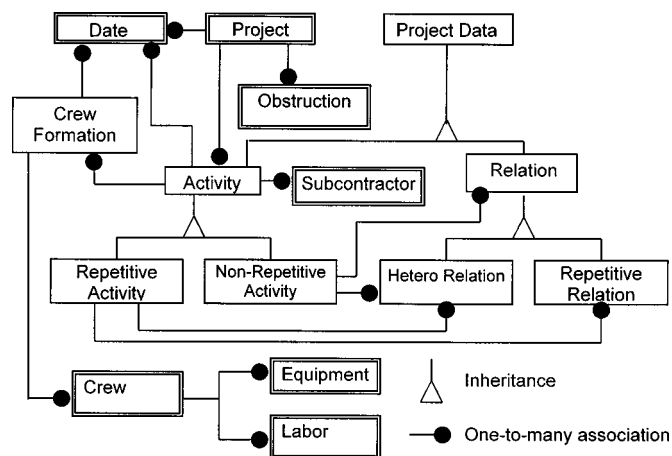 Date
Project
Project Data
Obstruction
Crew
Formation
Activity
Subcontractor
Relation
Repetitive
Activity
Non-Repetitive
Activity
Hetero Relation
Repetitive
Relation
Crew
Equipment
Labor
Inheritance
One-to-many association